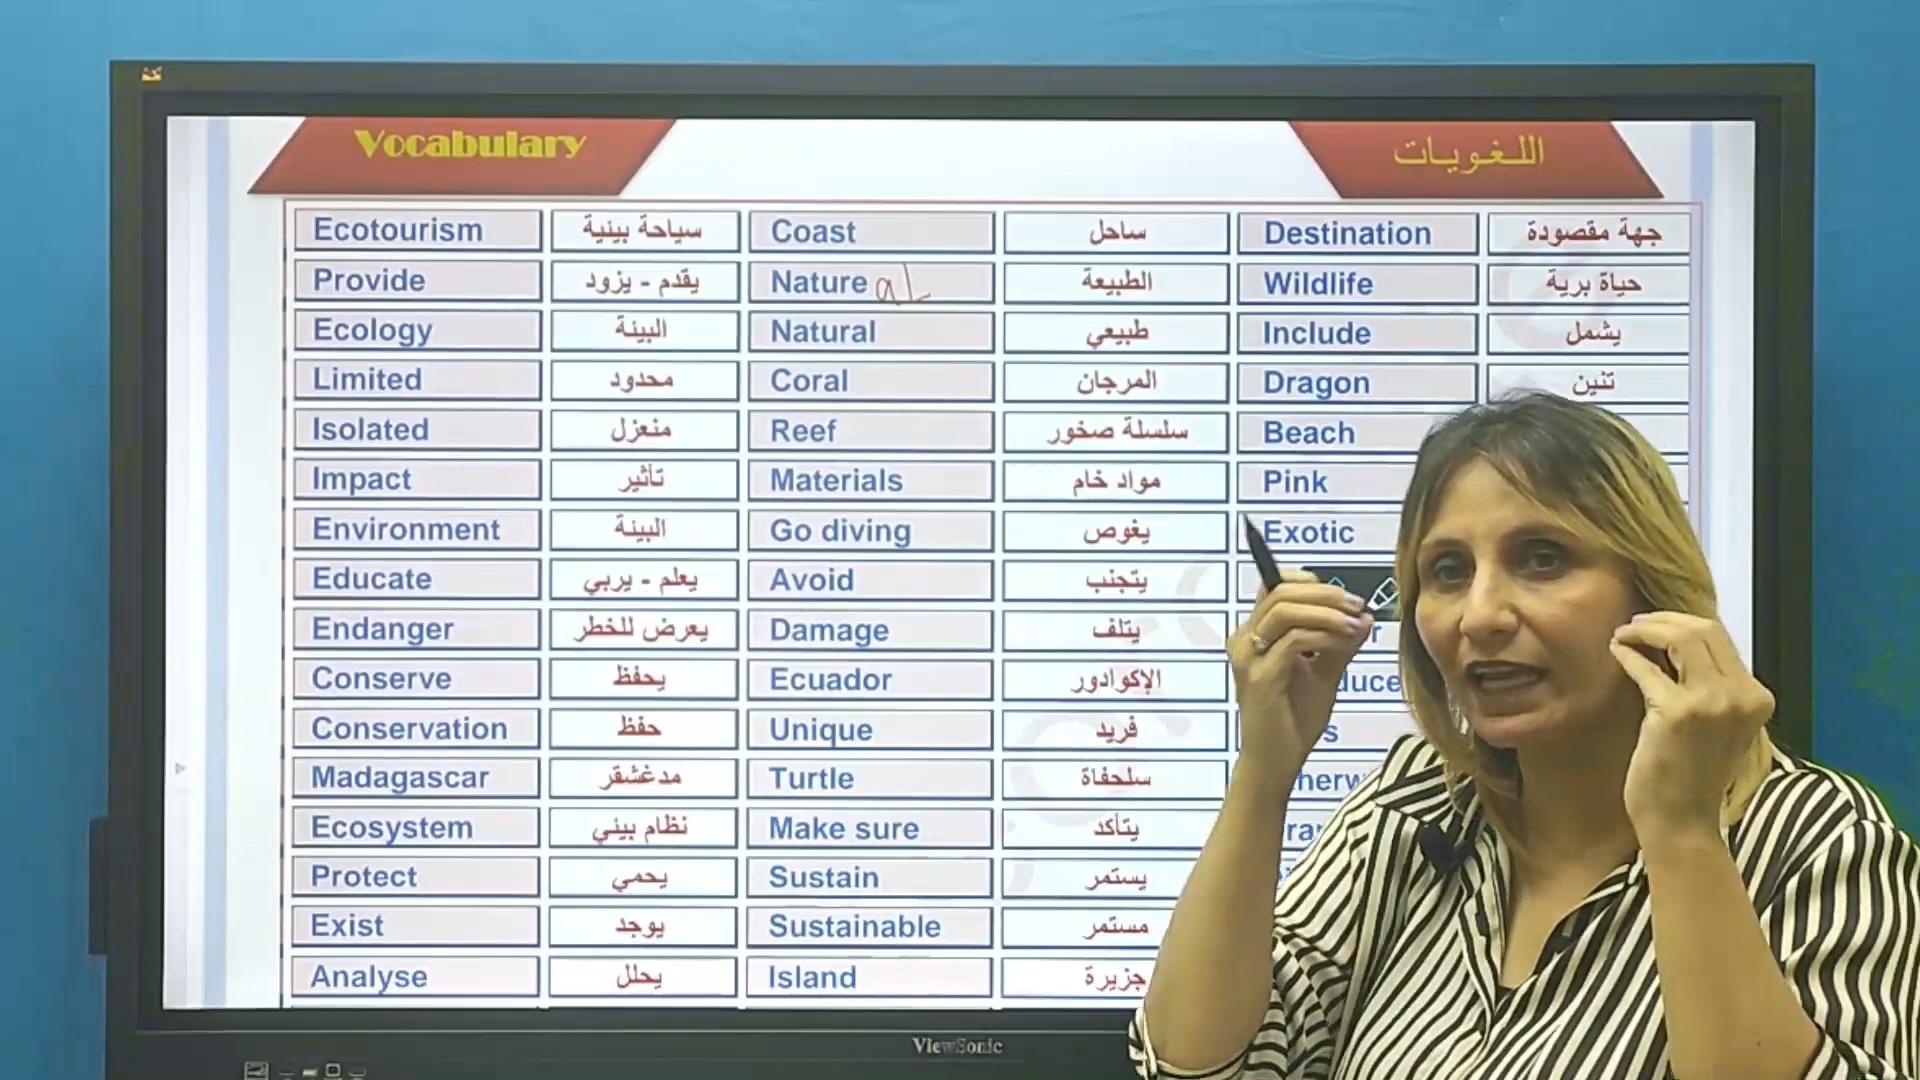 Vocabulary اللغويات
Ecotourism سياحة بيئية Coast ساحل Destination جهة مقصودة
Provide يقدم - يزود Nature al الطبيعة Wildlife حياة برية
Ecology البيئة Natural طبيعي Include يشمل
Limited محدود Coral المرجان Dragon تنين
Isolated منعزل Reef سلسلة صخور Beach
Impact تأثير Materials مواد خام Pink
Environment البيئة Go diving يغوص Exotic
Educate يعلم - يربي Avoid يتجنب
Endanger يعرض للخطر Damage يتلف
Conserve يحفظ Ecuador الإكوادور
Conservation حفظ Unique فريد
Madagascar مدغشقر Turtle سلحفاة
Ecosystem نظام بيئي Make sure يتأكد
Protect يحمي Sustain يستمر
Exist يوجد Sustainable مستمر
Analyse يحلل Island جزيرة
ViewSonic